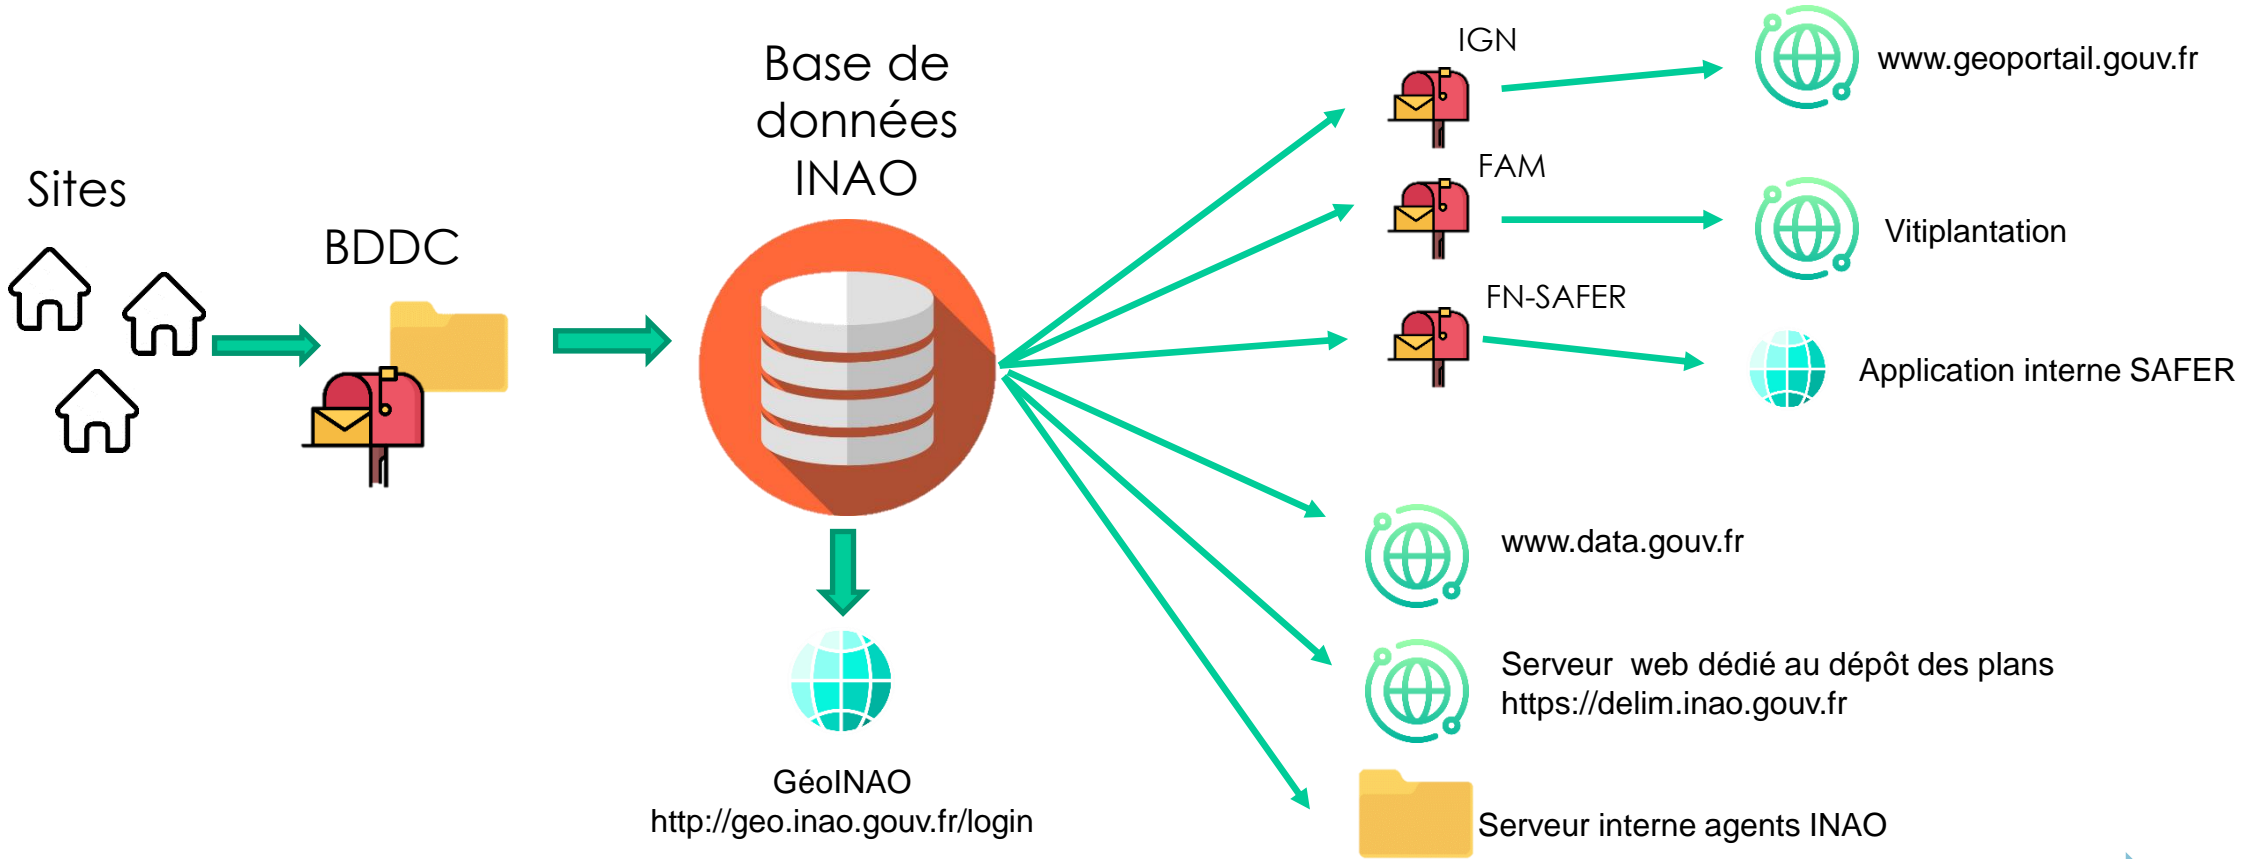 Sites
BDDC
Base de
données
INAO
GéoINAO
http://geo.inao.gouv.fr/login
IGN
www.geoportail.gouv.fr
FAM
Vitiplantation
FN-SAFER
Application interne SAFER
www.data.gouv.fr
Serveur  web dédié au dépôt des plans
https://delim.inao.gouv.fr
Serveur interne agents INAO